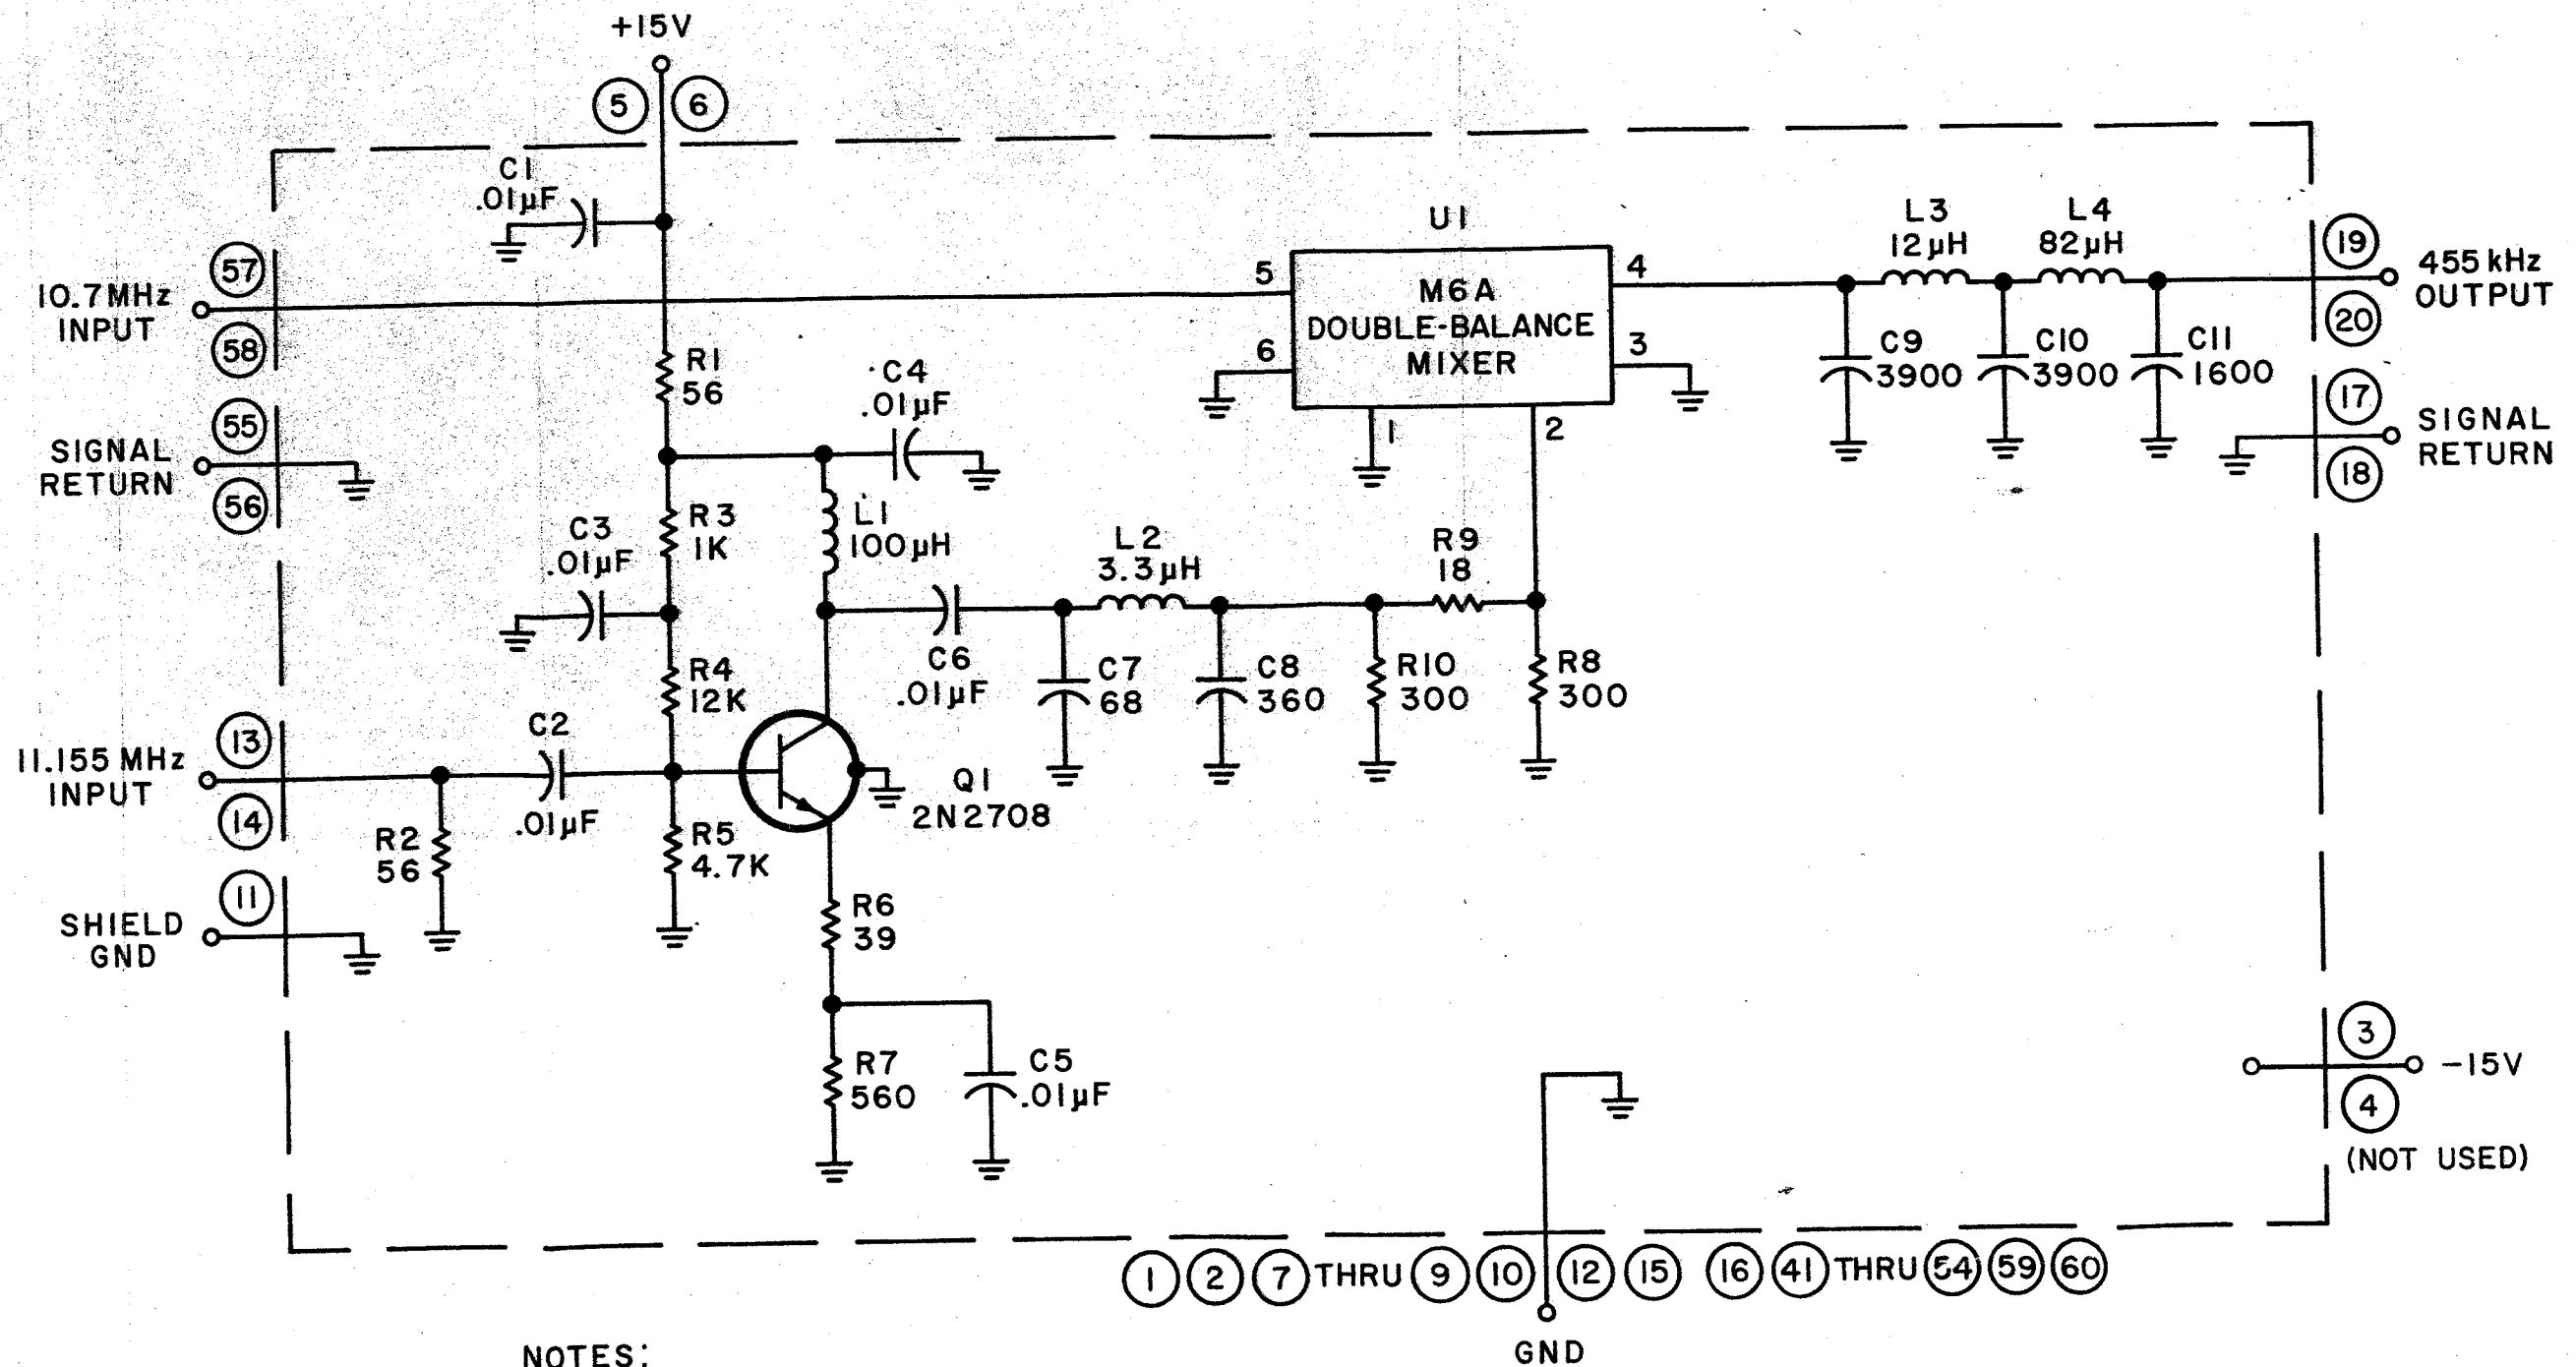 +15V
5 6
C1
.01µF
10.7MHz
INPUT
57
58
SIGNAL
RETURN
55
56
R1
56
C4
.01µF
U1
M6A
DOUBLE-BALANCE
MIXER
5
6
4
3
1
2
L3
12µH
L4
82µH
C9
3900
C10
3900
C11
1600
19
20
455 kHz
OUTPUT
17
18
SIGNAL
RETURN
C3
.01µF
R3
1K
L1
100µH
L2
3.3µH
R9
18
R4
12K
C6
.01µF
C7
68
C8
360
R10
300
R8
300
11.155 MHz
INPUT
13
14
C2
.01µF
R2
56
R5
4.7K
Q1
2N2708
SHIELD
GND
11
R6
39
R7
560
C5
.01µF
3
4
-15V
(NOT USED)
1 2 7 THRU 9 10 12 15 16 41 THRU 54 59 60
GND
NOTES: